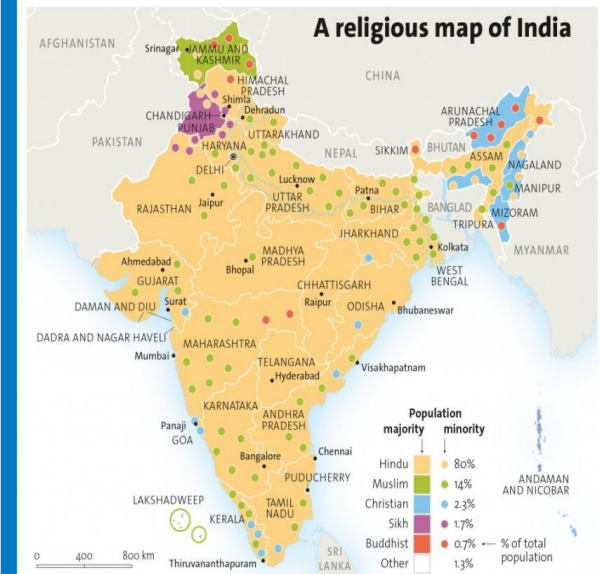 A religious map of India
AFGHANISTAN
Srinagar
JAMMU AND
KASHMIR
CHINA
HIMACHAL
PRADESH
Shimla
Dehradun
CHANDIGARH
PUNJAB
UTTARAKHAND
ARUNACHAL
PRADESH
PAKISTAN
HARYANA
DELHI
NEPAL
SIKKIM
BHUTAN
ASSAM
NAGALAND
Lucknow
Patna
MANIPUR
Jaipur
RAJASTHAN
UTTAR
PRADESH
BIHAR
BANGLAD
MIZORAM
TRIPURA
JHARKHAND
Kolkata
MYANMAR
Ahmedabad
GUJARAT
Bhopal
MADHYA
PRADESH
WEST
BENGAL
CHHATTISGARH
Raipur
ODISHA
Bhubaneswar
DAMAN AND DIU
Surat
DADRA AND NAGAR HAVELI
Mumbai
MAHARASHTRA
TELANGANA
Hyderabad
Visakhapatnam
KARNATAKA
ANDHRA
PRADESH
Panaji
GOA
Bangalore
Chennai
PUDUCHERRY
LAKSHADWEEP
KERALA
TAMIL
NADU
SRI
LANKA
Thiruvananthapuram
ANDAMAN
AND NICOBAR
Population
majority minority
Hindu 80%
Muslim 14%
Christian 2.3%
Sikh 1.7%
Buddhist 0.7% % of total
population
Other 1.3%
0 400 800 km